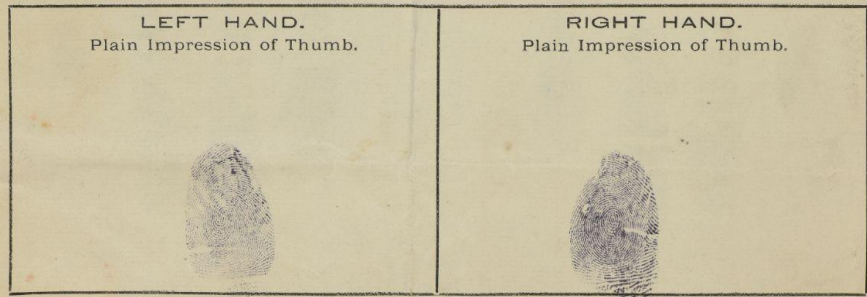 LEFT HAND.
Plain Impression of Thumb.
RIGHT HAND.
Plain Impression of Thumb.